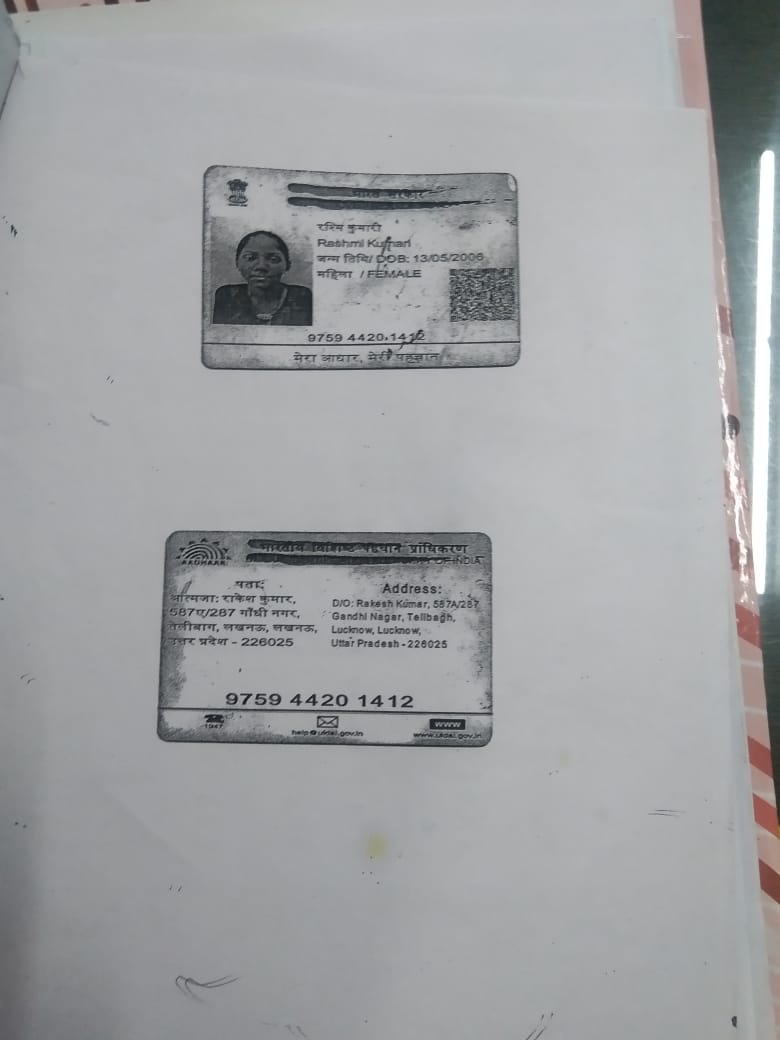 भारत सरकार
रश्मि कुमारी
Rashmi Kumari
जन्म तिथि/ DOB: 13/05/2006
महिला / FEMALE
9759 4420 1412
मेरा आधार, मेरी पहचान
भारतीय विशिष्ट पहचान प्राधिकरण
OF INDIA
AADHAAR
पता:
आत्मजा: राकेश कुमार,
587ए/287 गाँधी नगर,
तेलीबाग, लखनऊ, लखनऊ,
उत्तर प्रदेश - 226025
Address:
D/O: Rakesh Kumar, 587A/287
Gandhi Nagar, Telibagh,
Lucknow, Lucknow,
Uttar Pradesh - 226025
9759 4420 1412
1947
help@uidai.gov.in
www
www.uidai.gov.in